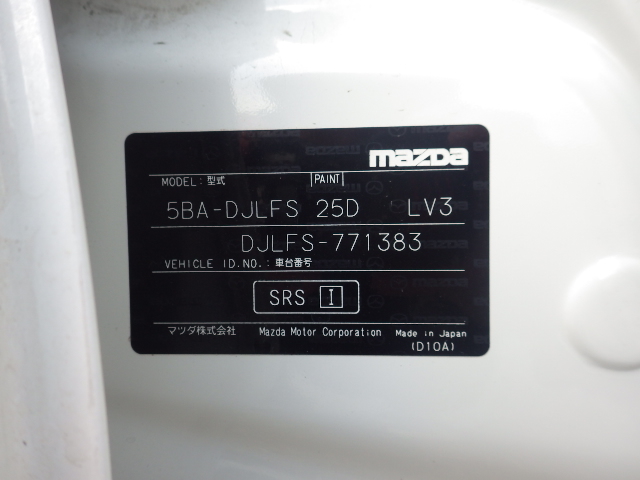 mazda
MODEL: 型式 PAINT
5BA-DJLFS 25D LV3
DJLFS-771383
VEHICLE ID.NO.: 車台番号
SRS I
マツダ株式会社 Mazda Motor Corporation Made in Japan
(D10A)